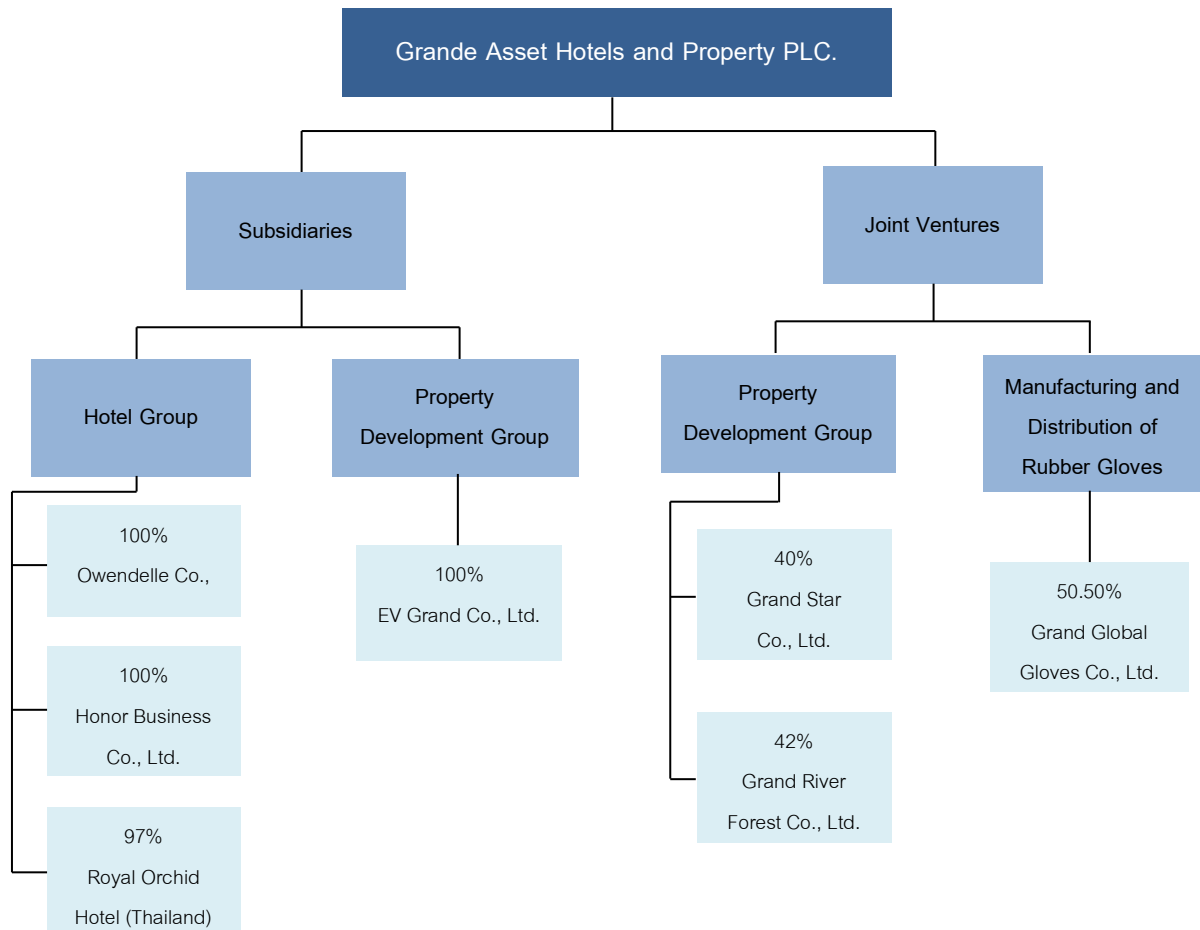 Grande Asset Hotels and Property PLC.
Subsidiaries
Joint Ventures
Hotel Group
Property
Development Group
Property
Development Group
Manufacturing and
Distribution of
Rubber Gloves
100%
Owendelle Co.,
100%
Honor Business
Co., Ltd.
97%
Royal Orchid
Hotel (Thailand)
100%
EV Grand Co., Ltd.
40%
Grand Star
Co., Ltd.
42%
Grand River
Forest Co., Ltd.
50.50%
Grand Global
Gloves Co., Ltd.